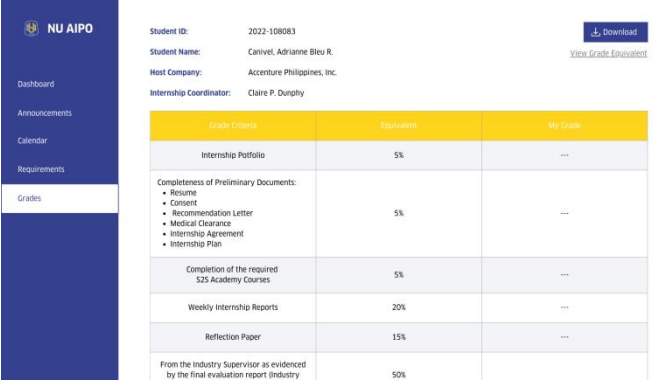 NU AIPO
Dashboard
Announcements
Calendar
Requirements
Grades
Student ID: 2022-108083
Student Name: Canivel, Adrianne Bleu R.
Host Company: Accenture Philippines, Inc.
Internship Coordinator: Claire P. Dunphy
Download
View Grade Equivalent
Grade Criteria Equivalent My Grade
Internship Potfolio 5% ---
Completeness of Preliminary Documents:
• Resume
• Consent
• Recommendation Letter
• Medical Clearance
• Internship Agreement
• Internship Plan
5% ---
Completion of the required
S2S Academy Courses
5% ---
Weekly Internship Reports 20% ---
Reflection Paper 15% ---
From the Industry Supervisor as evidenced
by the final evaluation report (Industry
50%